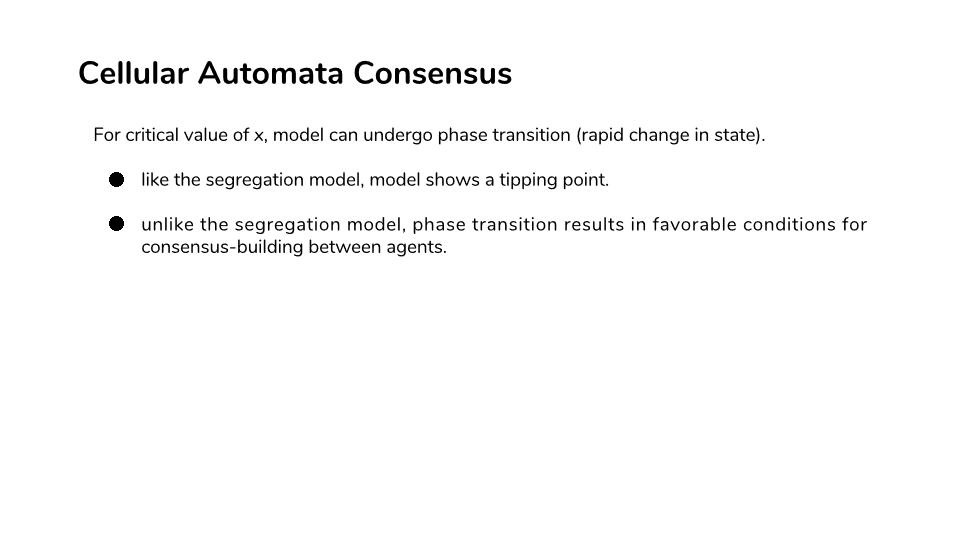 Cellular Automata Consensus
For critical value of x, model can undergo phase transition (rapid change in state).
● like the segregation model, model shows a tipping point.
● unlike the segregation model, phase transition results in favorable conditions for
consensus-building between agents.